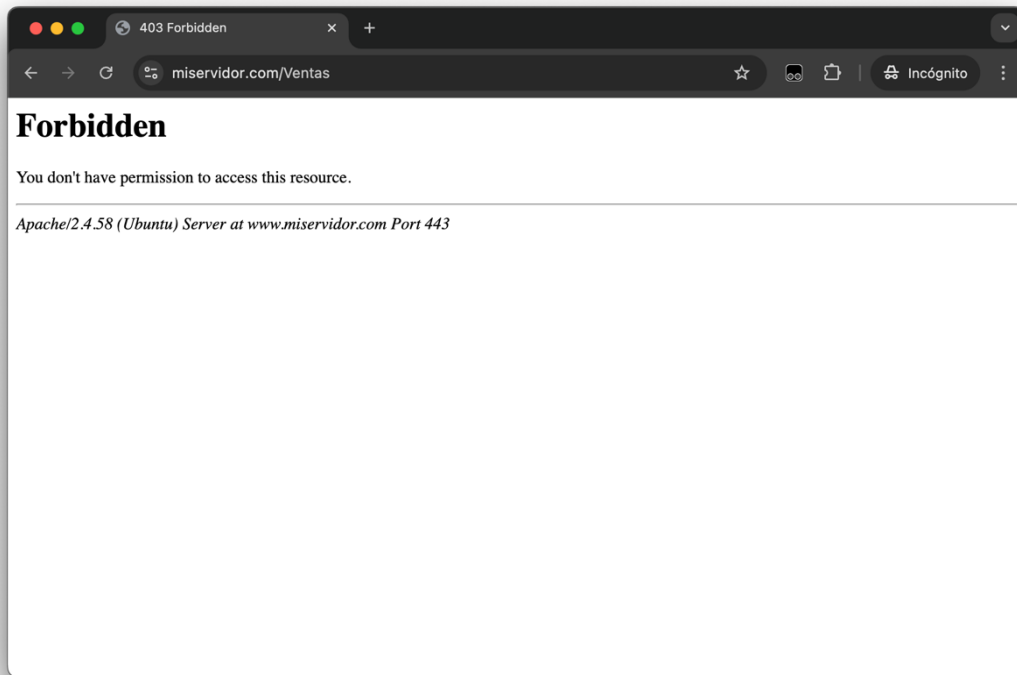 403 Forbidden
miservidor.com/Ventas
Incógnito
Forbidden
You don't have permission to access this resource.
Apache/2.4.58 (Ubuntu) Server at www.miservidor.com Port 443